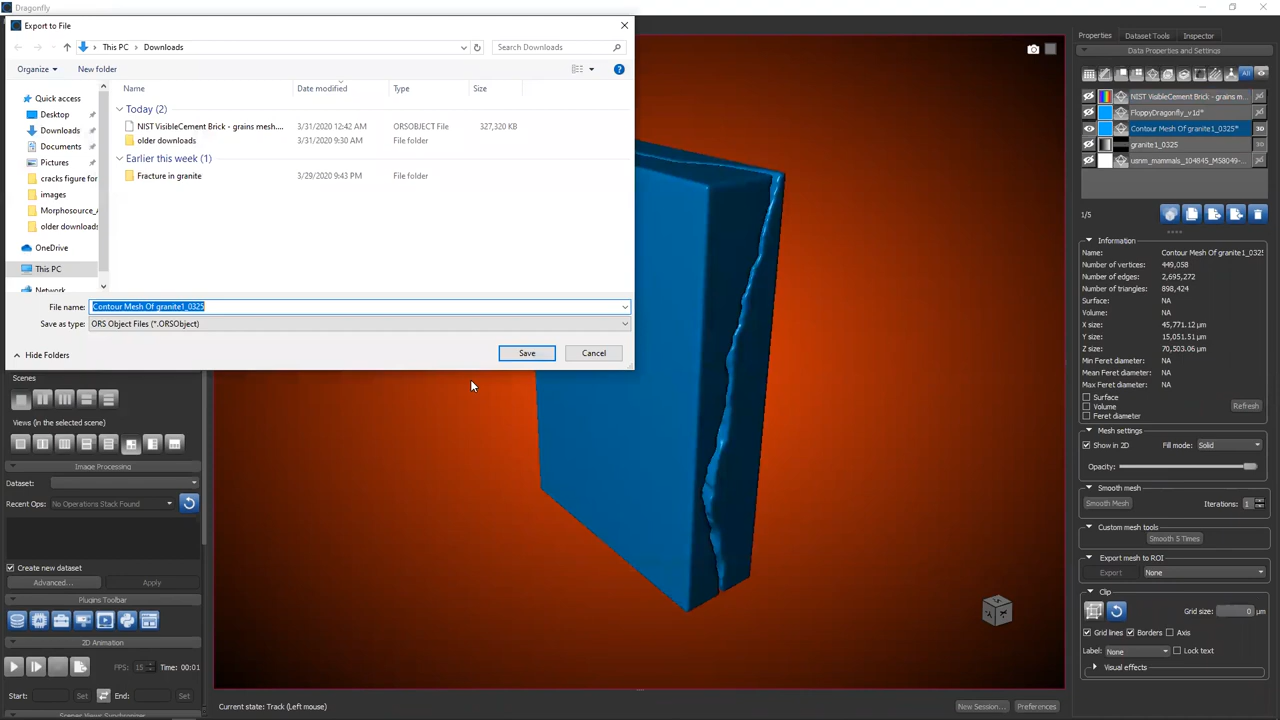 Dragonfly
Export to File
This PC > Downloads
Search Downloads
Organize
New folder
Name
Date modified
Type
Size
Quick access
Desktop
Downloads
Documents
Pictures
cracks figure for
images
Morphosource_A
older downloads
OneDrive
This PC
Network
Today (2)
NIST VisibleCement Brick - grains mesh.... 3/31/2020 12:42 AM ORSOBJECT File 327,320 KB
older downloads 3/31/2020 9:30 AM File folder
Earlier this week (1)
Fracture in granite 3/29/2020 9:43 PM File folder
File name: Contour Mesh Of granite1_0325
Save as type: ORS Object Files (*.ORSObject)
Hide Folders
Save
Cancel
Scenes
Views (in the selected scene)
Image Processing
Dataset:
Recent Ops: No Operations Stack Found
Create new dataset
Advanced...
Apply
Plugins Toolbar
2D Animation
FPS: 15 Time: 00:01
Start: Set End: Set
Scenes Views Synchronizer
Current state: Track (Left mouse)
New Session...
Preferences
Properties
Dataset Tools
Inspector
Data Properties and Settings
All
NIST VisibleCement Brick - grains m...
FloppyDragonfly_v1d*
Contour Mesh Of granite1_0325* 3D
granite1_0325 3D
usnm_mammals_104845_M58049-...
1/5
Information
Name: Contour Mesh Of granite1_0325
Number of vertices: 449,058
Number of edges: 2,695,272
Number of triangles: 898,424
Surface: NA
Volume: NA
X size: 45,771.12 µm
Y size: 15,051.51 µm
Z size: 70,503.06 µm
Min Feret diameter: NA
Mean Feret diameter: NA
Max Feret diameter: NA
Surface
Volume
Feret diameter
Refresh
Mesh settings
Show in 2D Fill mode: Solid
Opacity:
Smooth mesh
Smooth Mesh Iterations: 1
Custom mesh tools
Smooth 5 Times
Export mesh to ROI
Export None
Clip
Grid size: 0 µm
Grid lines Borders Axis
Label: None Lock text
Visual effects